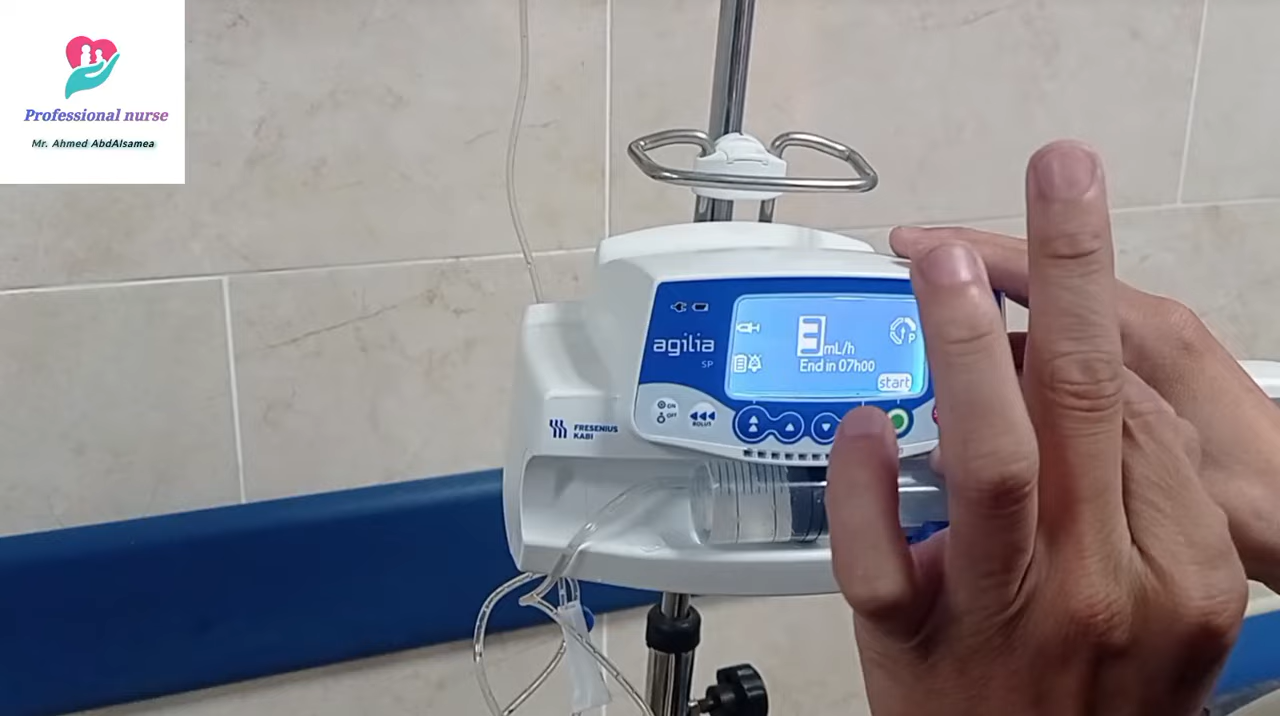 Professional nurse
Mr. Ahmed AbdAlsamea
agilia
SP
3 mL/h
End in 07h00
P
start
ON
OFF
BOLUS
FRESENIUS
KABI